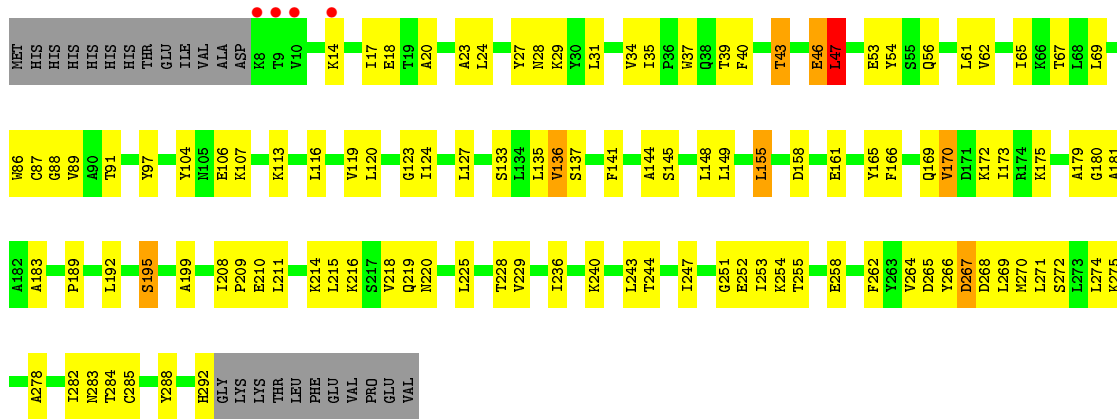 MET HIS HIS HIS HIS HIS HIS THR GLU ILE VAL ALA ASP K8 T9 V10 K14 I17 E18 T19 A20 A23 L24 Y27 N28 K29 Y30 L31 V34 I35 P36 W37 Q38 T39 F40 T43 E46 L47 E53 Y54 S55 Q56 L61 V62 I65 K66 T67 L68 L69
W86 C87 G88 V89 A90 T91 Y97 Y104 N105 E106 K107 K113 L116 V119 L120 G123 I124 L127 S133 L134 L135 V136 S137 F141 A144 S145 L148 L149 L155 D158 E161 Y165 F166 Q169 V170 D171 K172 I173 R174 K175 A179 G180 A181
A182 A183 P189 L192 S195 A199 I208 P209 E210 L211 K214 L215 K216 S217 V218 Q219 N220 L225 T228 V229 I236 K240 L243 T244 I247 G251 E252 I253 K254 T255 E258 F262 Y263 V264 D265 Y266 D267 D268 L269 M270 L271 S272 L273 L274 K275
A278 I282 N283 T284 C285 Y288 H292 GLY LYS LYS THR LEU PHE GLU VAL PRO GLU VAL